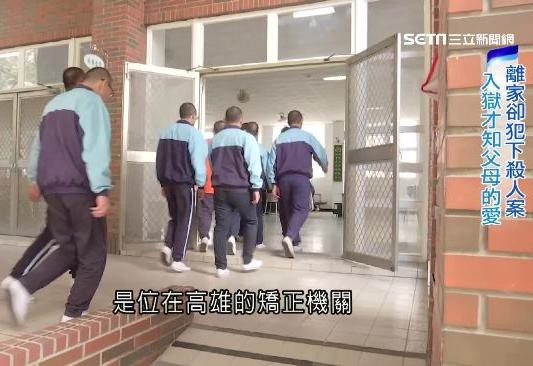 SETN三立新聞網
離家卻犯下殺人案
入獄才知父母的愛
是位在高雄的矯正機關